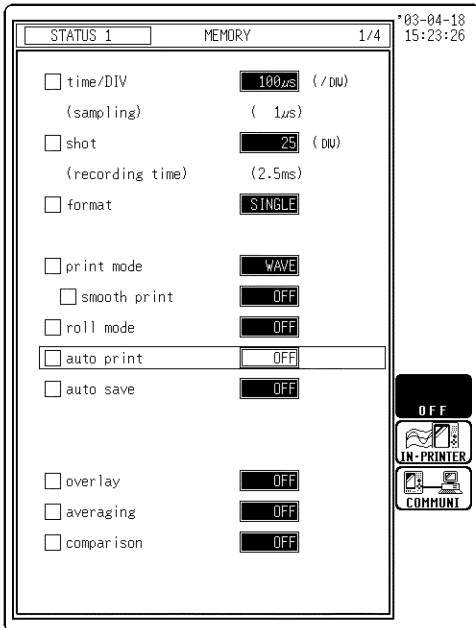 '03-04-18
STATUS 1 MEMORY 1/4 15:23:26
time/DIV 100μs (/DIV)
(sampling) ( 1μs)
shot 25 (DIV)
(recording time) (2.5ms)
format SINGLE
print mode WAVE
smooth print OFF
roll mode OFF
auto print OFF
auto save OFF
OFF
IN-PRINTER
overlay OFF
COMMUNI
averaging OFF
comparison OFF